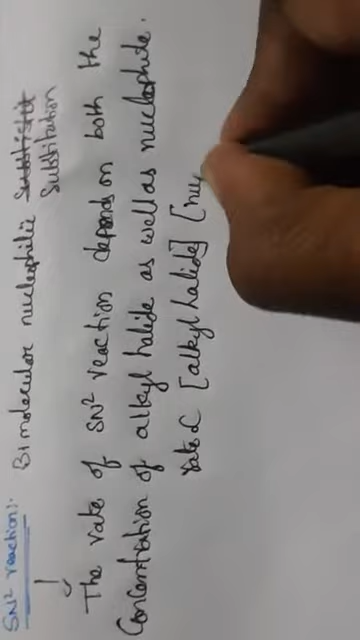 SN² reaction:- Bimolecular nucleophilic Substitution
The rate of SN² reaction depends on both the
Concentration of alkyl halide as well as nucleophile.
rate ∝ [alkyl halide] [nu